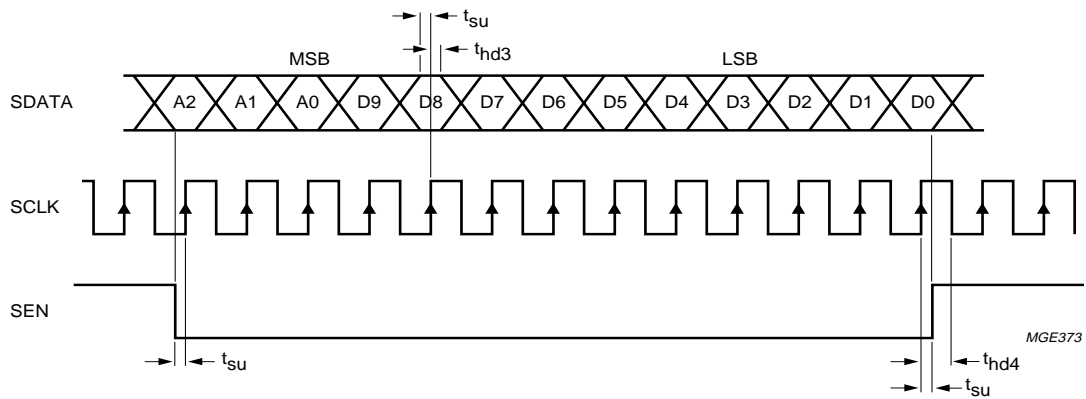 t_su
t_hd3
MSB LSB
SDATA A2 A1 A0 D9 D8 D7 D6 D5 D4 D3 D2 D1 D0
SCLK
SEN
MGE373
t_su t_hd4
t_su